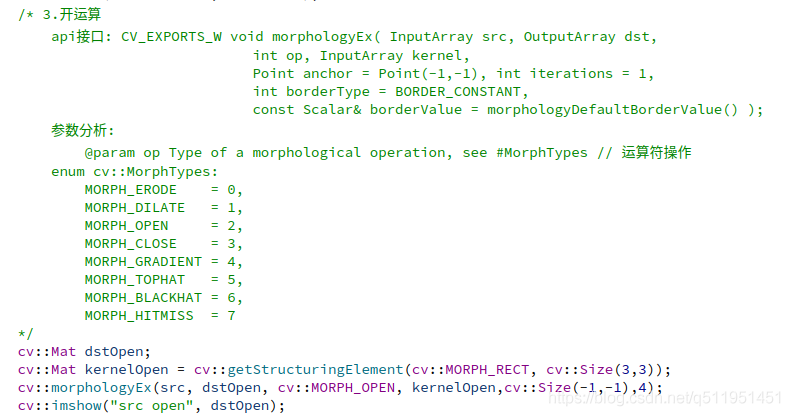 /* 3.开运算
api接口: CV_EXPORTS_W void morphologyEx( InputArray src, OutputArray dst,
int op, InputArray kernel,
Point anchor = Point(-1,-1), int iterations = 1,
int borderType = BORDER_CONSTANT,
const Scalar& borderValue = morphologyDefaultBorderValue() );
参数分析:
@param op Type of a morphological operation, see #MorphTypes // 运算符操作
enum cv::MorphTypes:
MORPH_ERODE = 0,
MORPH_DILATE = 1,
MORPH_OPEN = 2,
MORPH_CLOSE = 3,
MORPH_GRADIENT = 4,
MORPH_TOPHAT = 5,
MORPH_BLACKHAT = 6,
MORPH_HITMISS = 7
*/
cv::Mat dstOpen;
cv::Mat kernelOpen = cv::getStructuringElement(cv::MORPH_RECT, cv::Size(3,3));
cv::morphologyEx(src, dstOpen, cv::MORPH_OPEN, kernelOpen,cv::Size(-1,-1),4);
cv::imshow("src open", dstOpen);
https://blog.csdn.net/q511951451